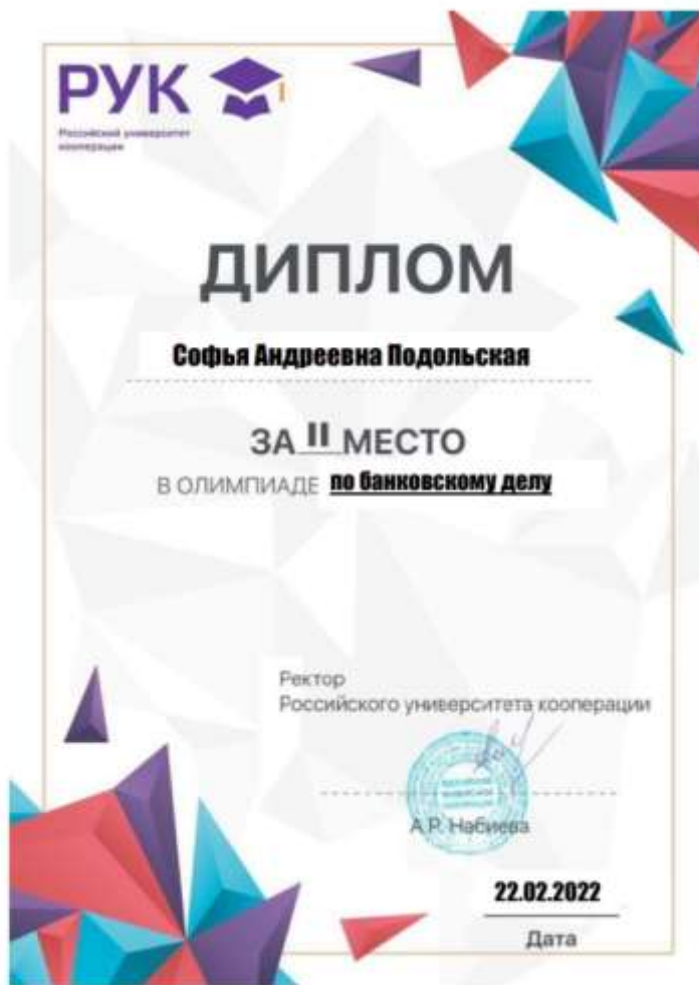 РУК
Российский университет
кооперации
ДИПЛОМ
Софья Андреевна Подольская
ЗА II МЕСТО
В ОЛИМПИАДЕ по банковскому делу
Ректор
Российского университета кооперации
А.Р. Набиева
22.02.2022
Дата